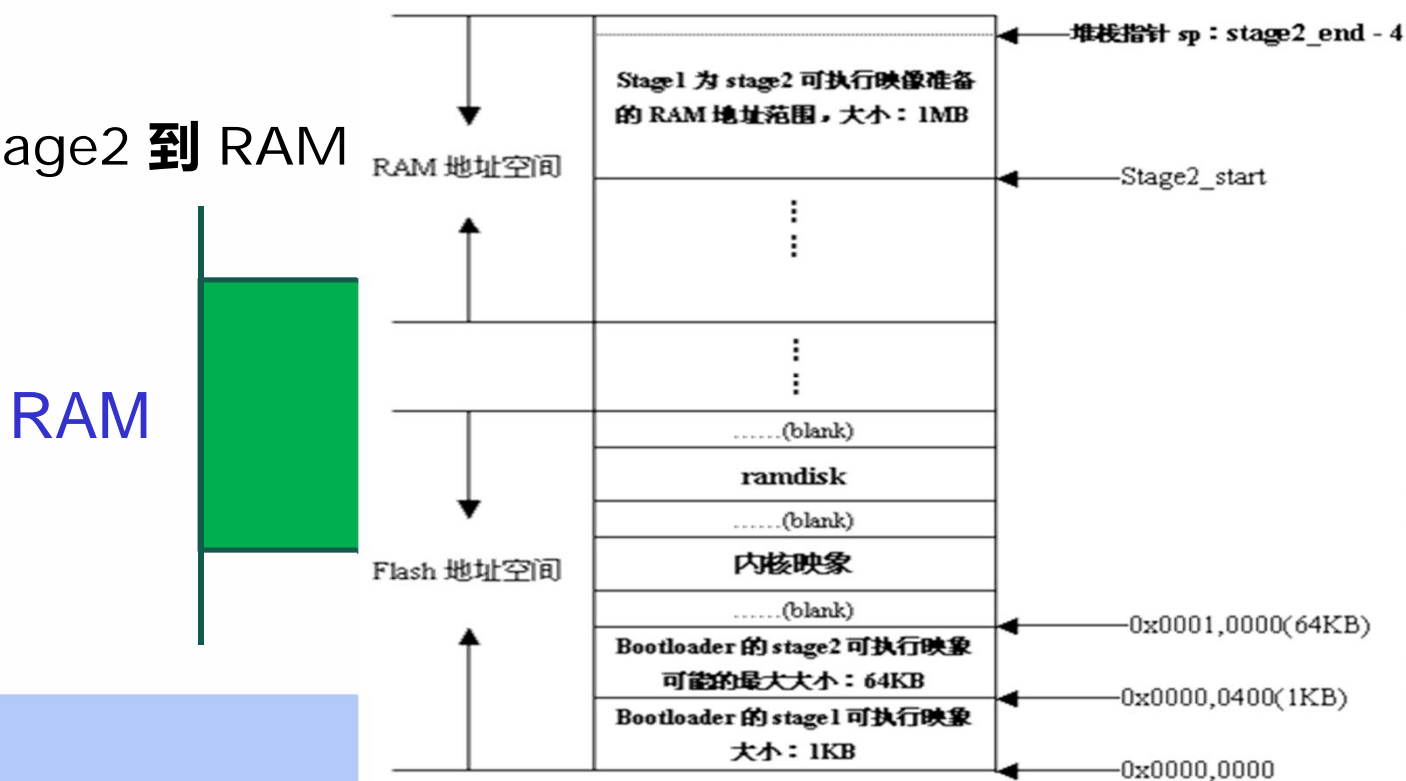 age2 到 RAM
RAM
堆栈指针 sp：stage2_end - 4
Stage1 为 stage2 可执行映像准备
的 RAM 地址范围，大小：1MB
RAM 地址空间
Stage2_start
......(blank)
ramdisk
......(blank)
Flash 地址空间
内核映象
......(blank)
0x0001,0000(64KB)
Bootloader 的 stage2 可执行映象
可能的最大大小：64KB
0x0000,0400(1KB)
Bootloader 的 stage1 可执行映象
大小：1KB
0x0000,0000